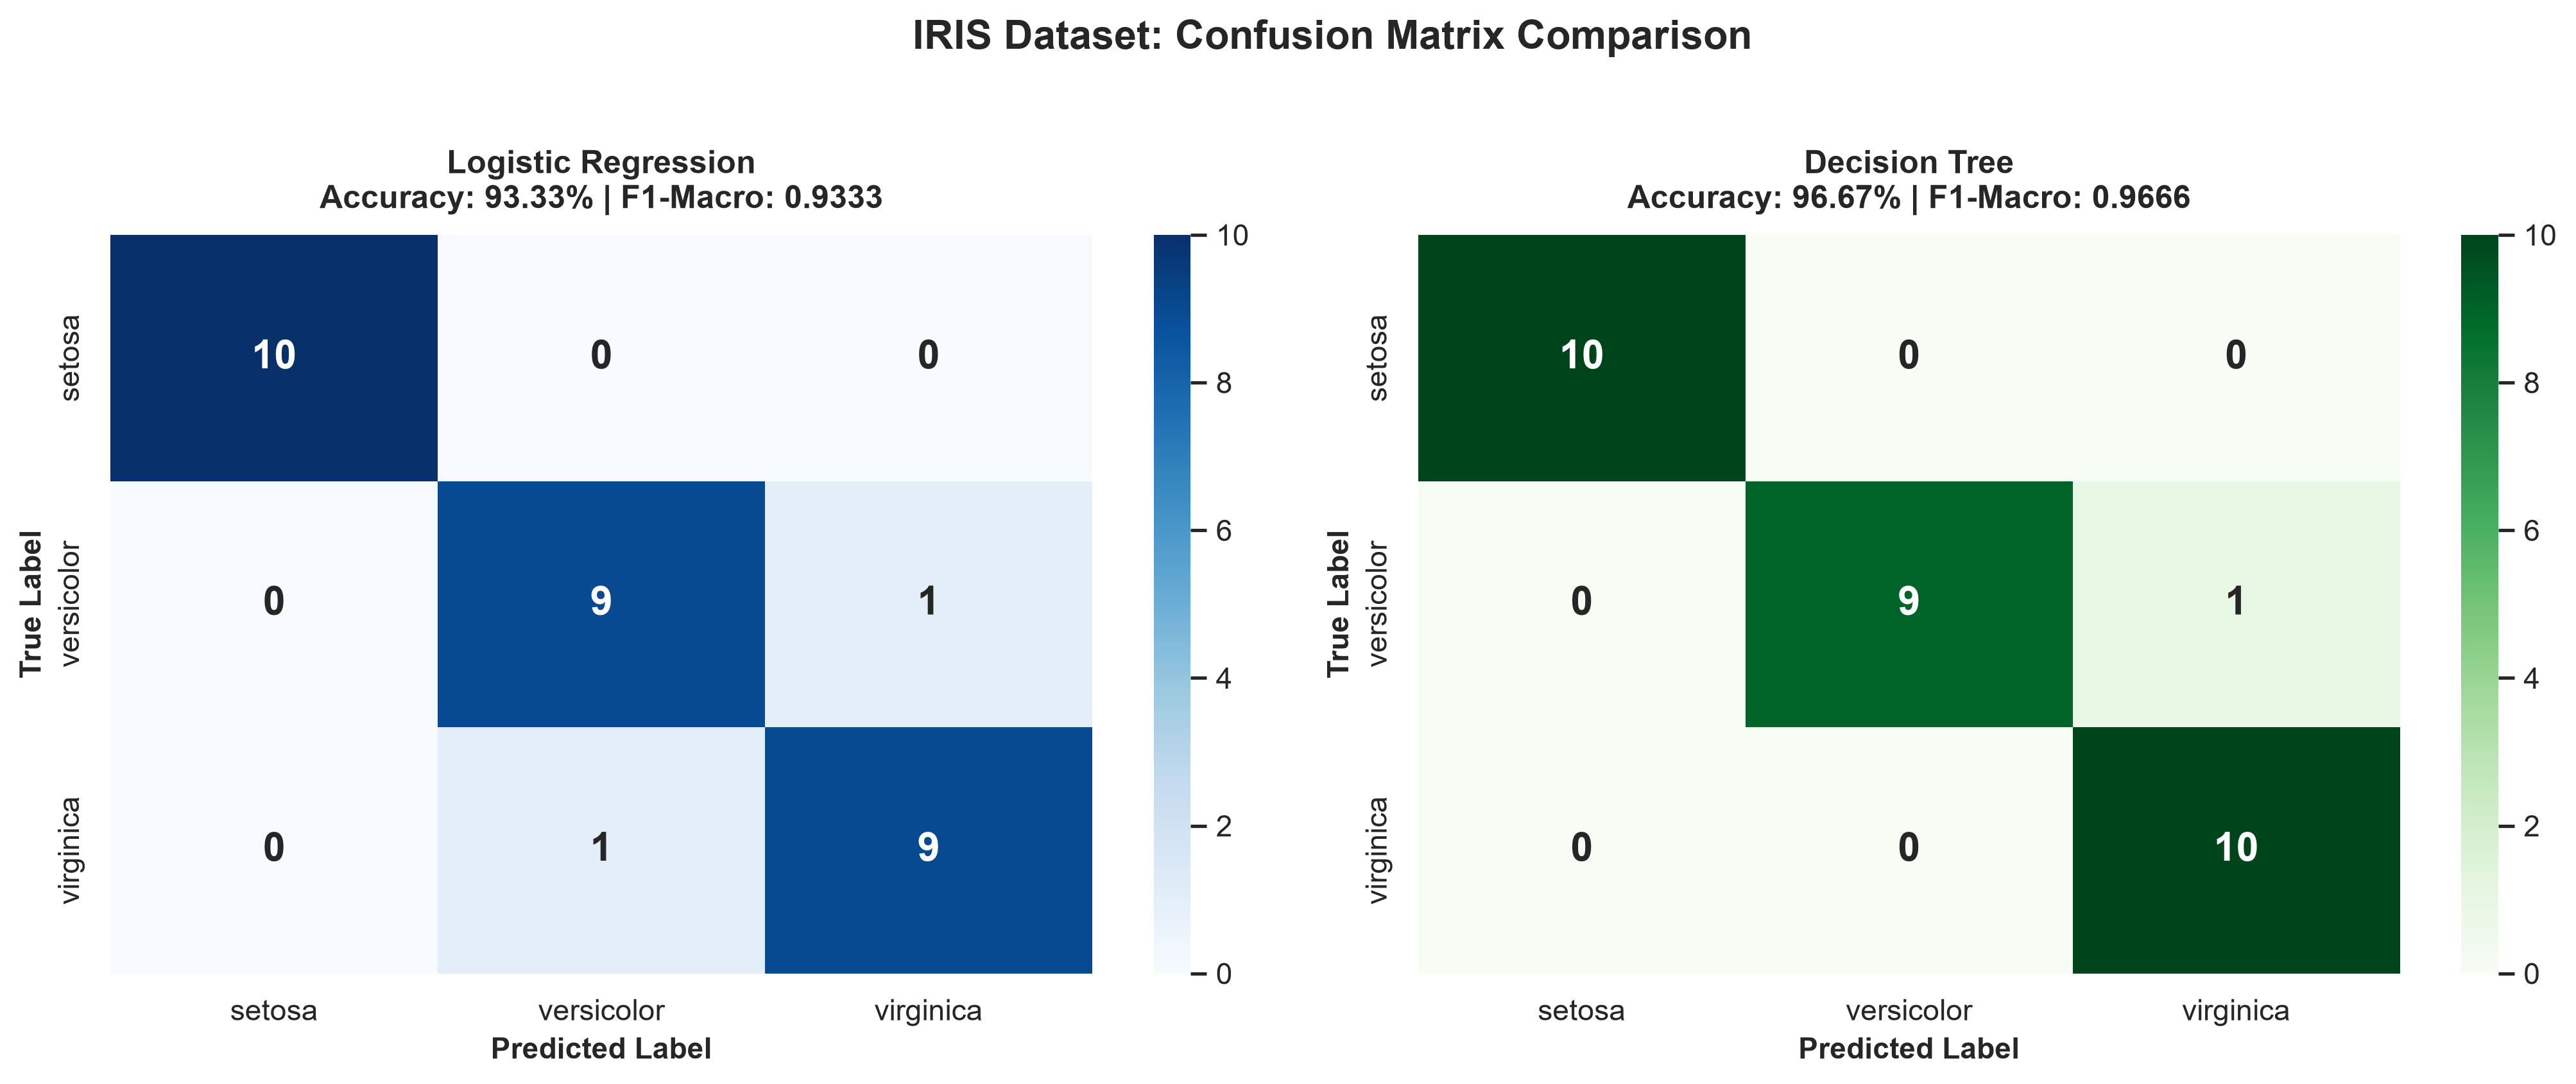 IRIS Dataset: Confusion Matrix Comparison
Logistic Regression
Accuracy: 93.33% | F1-Macro: 0.9333
True Label
setosa
versicolor
virginica
10 0 0
0 9 1
0 1 9
setosa versicolor virginica
Predicted Label
10
8
6
4
2
0
Decision Tree
Accuracy: 96.67% | F1-Macro: 0.9666
True Label
setosa
versicolor
virginica
10 0 0
0 9 1
0 0 10
setosa versicolor virginica
Predicted Label
10
8
6
4
2
0